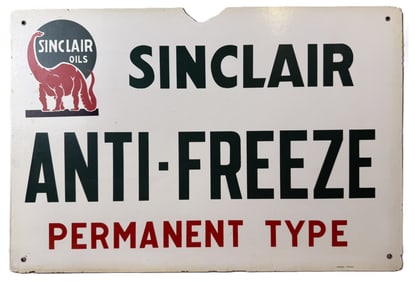 SINCLAIR
OILS
SINCLAIR
ANTI-FREEZE
PERMANENT TYPE